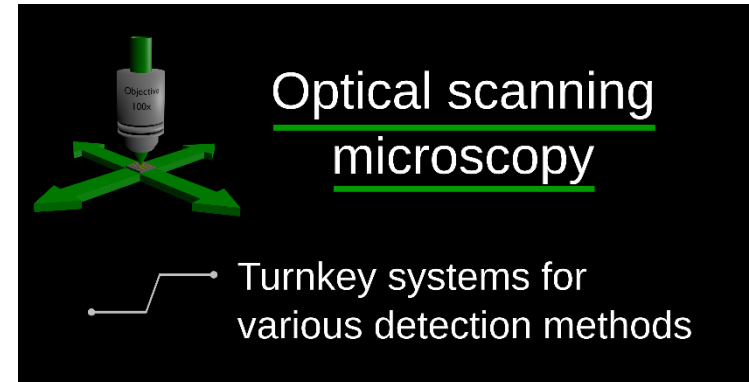 Objective
100x
Optical scanning
microscopy
Turnkey systems for
various detection methods